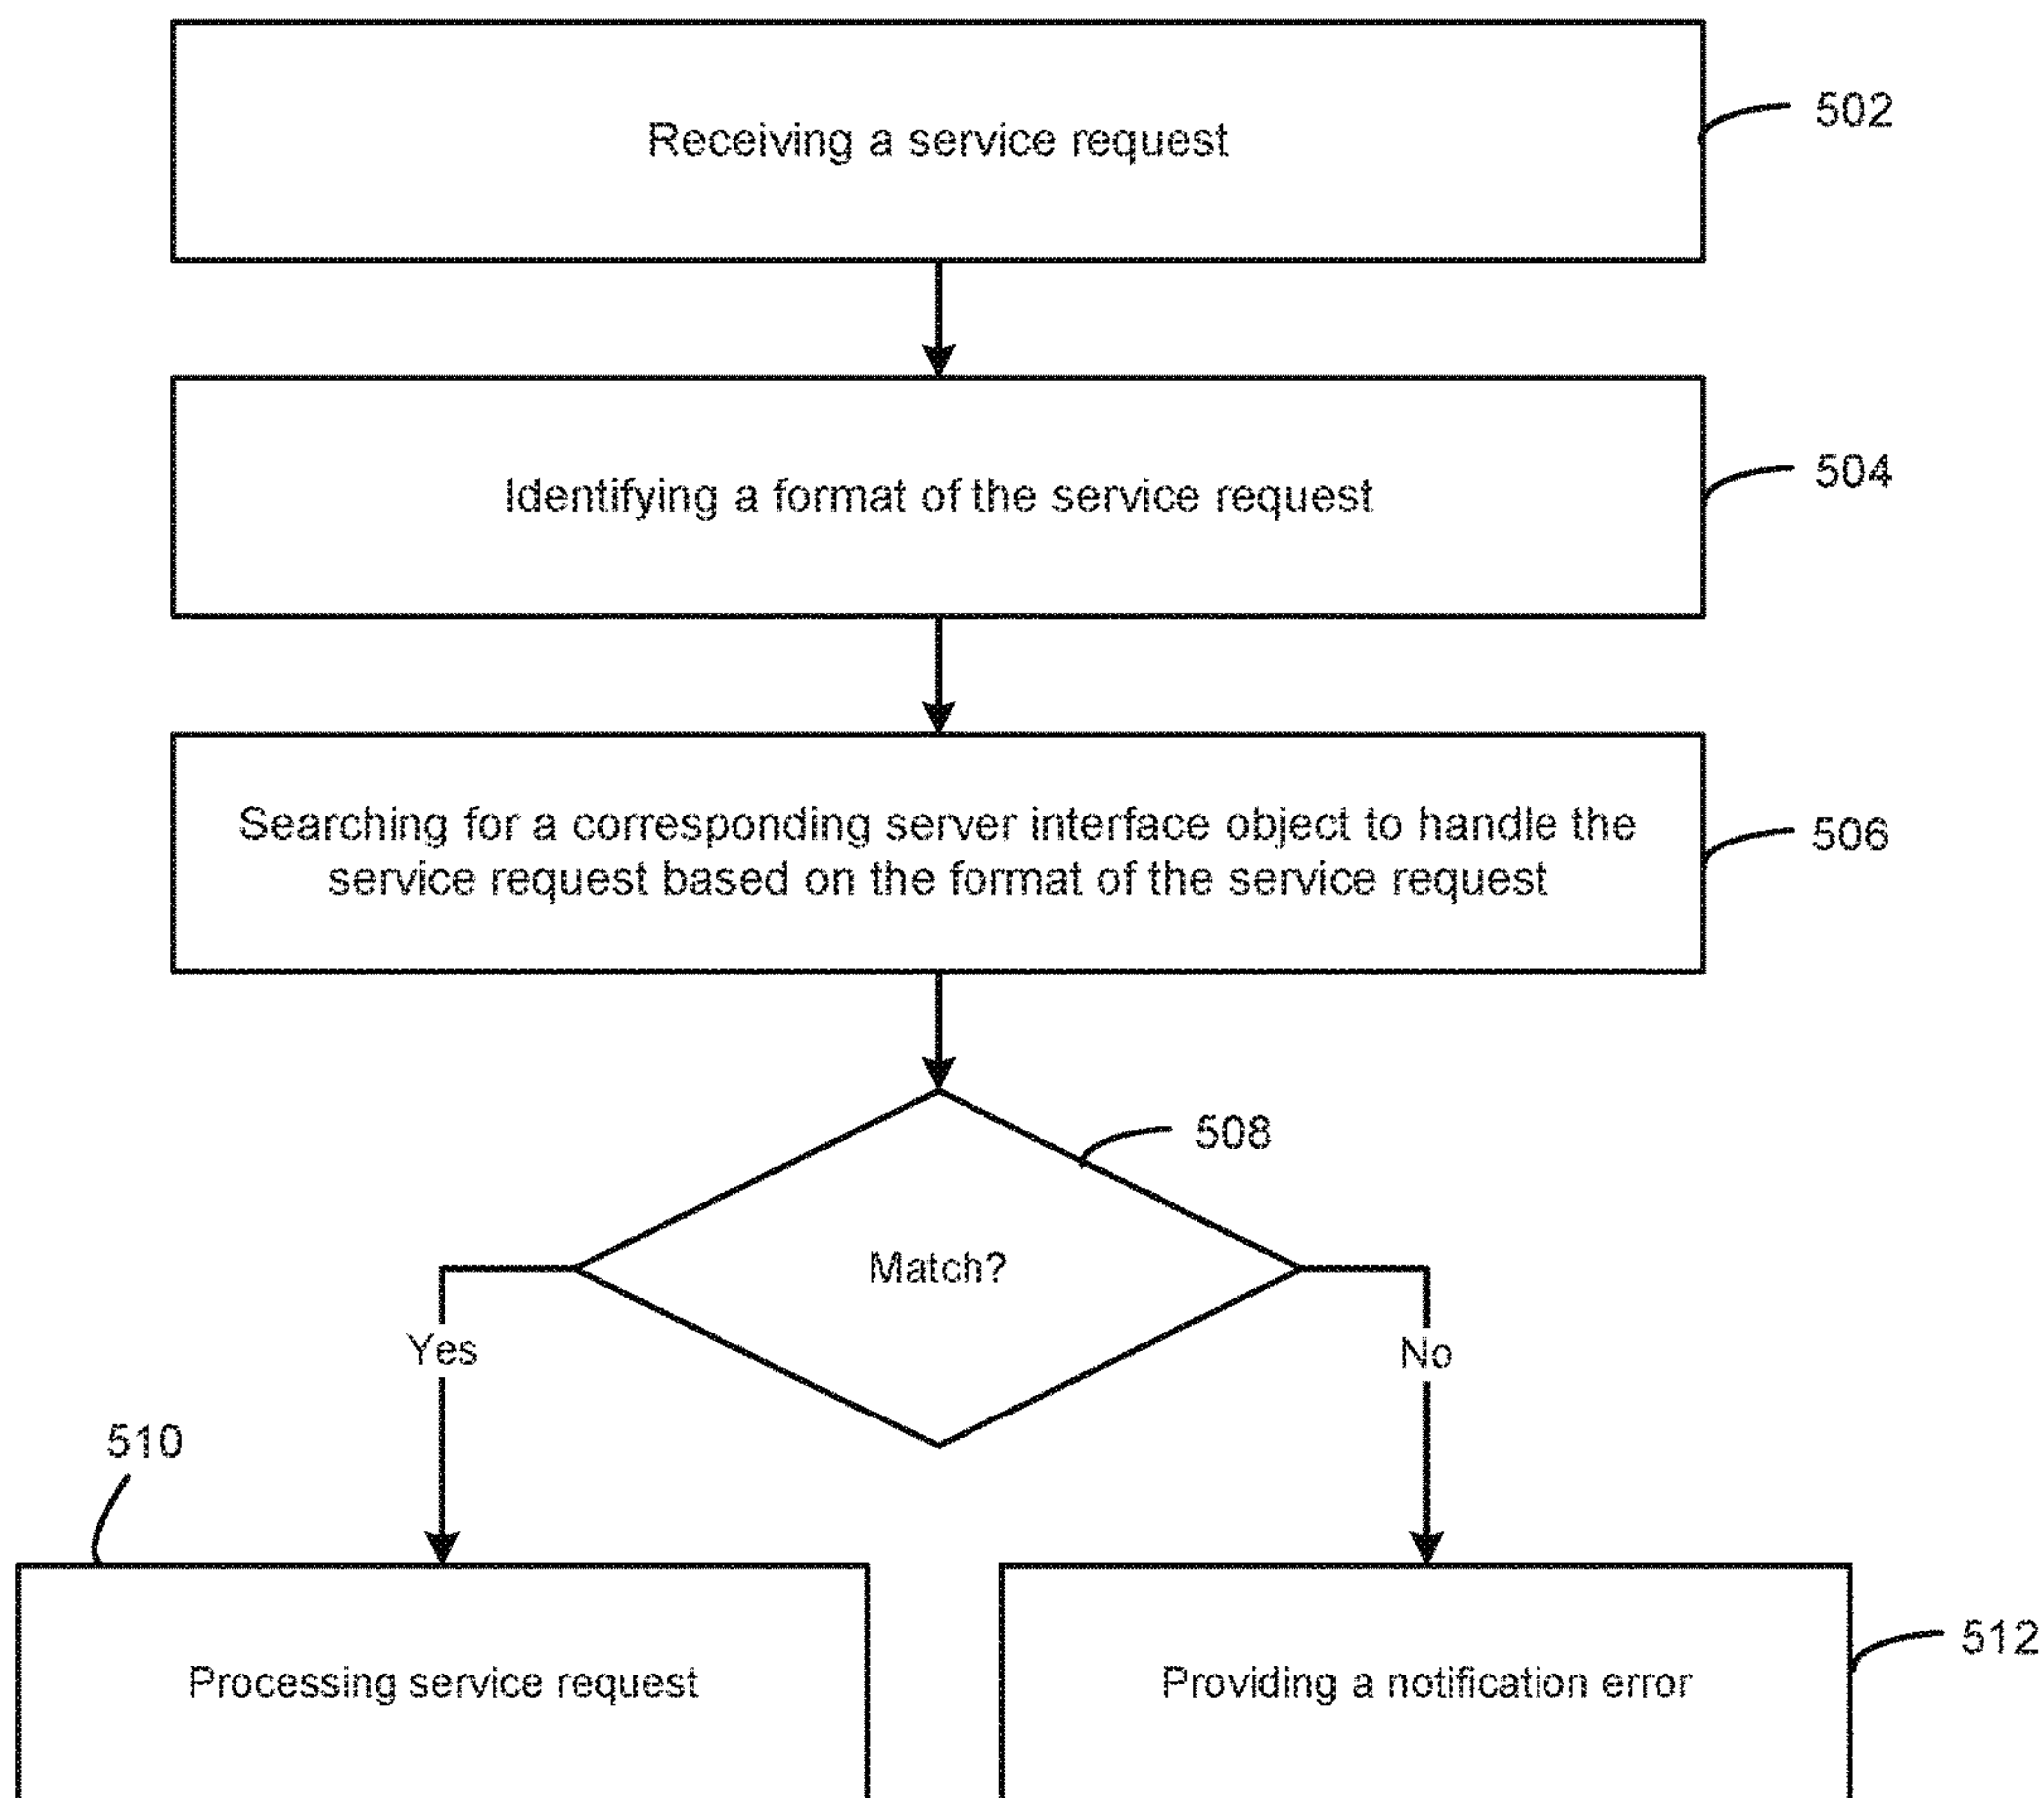 Receiving a service request
502
Identifying a format of the service request
504
Searching for a corresponding server interface object to handle the
service request based on the format of the service request
506
508
Match?
Yes
No
510
Processing service request
Providing a notification error
512